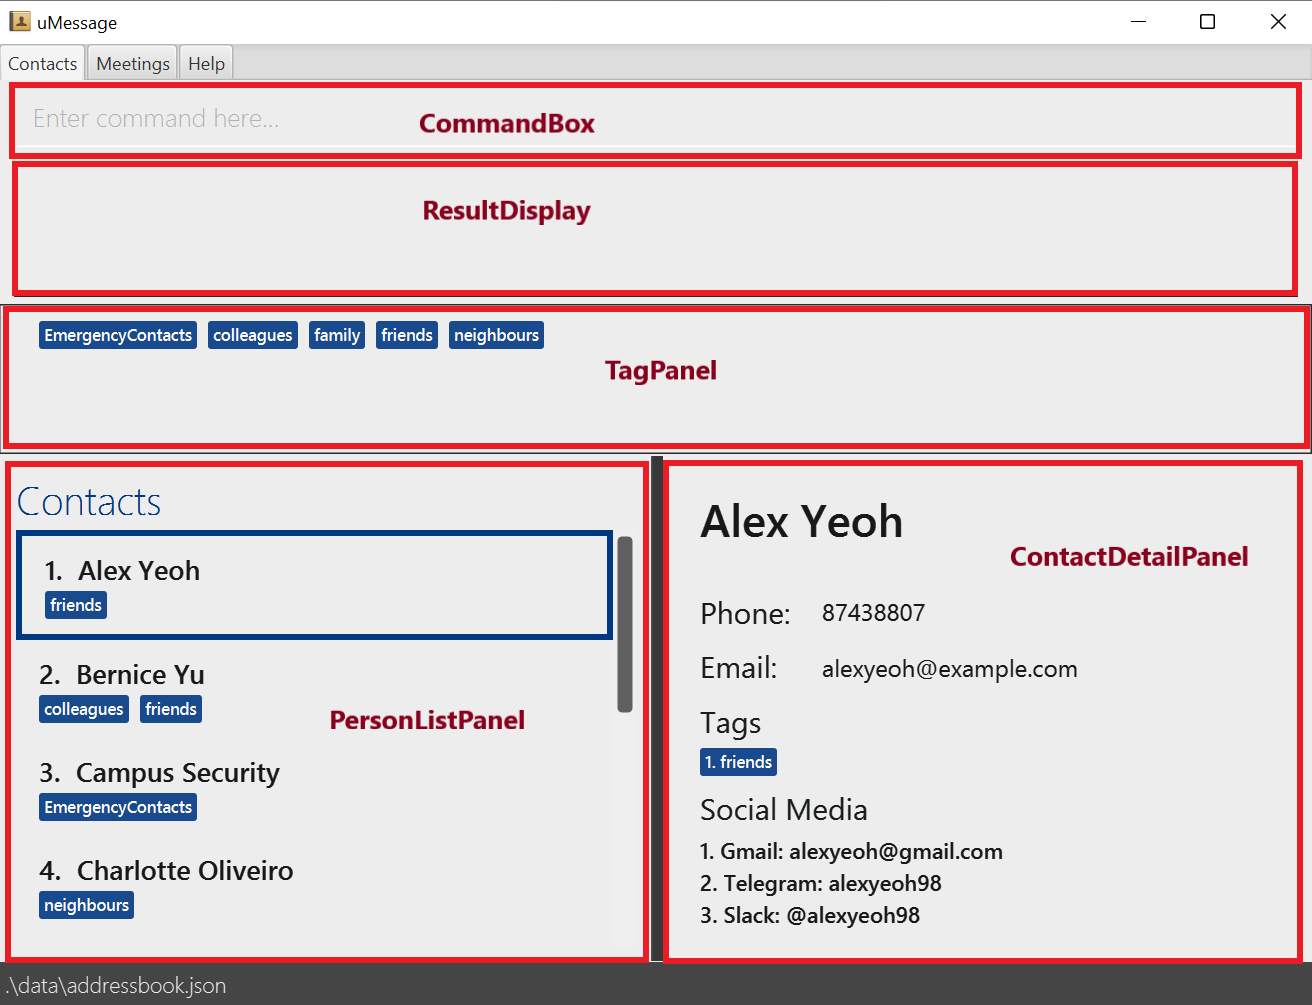 uMessage
Contacts Meetings Help
Enter command here...
CommandBox
ResultDisplay
EmergencyContacts colleagues family friends neighbours
TagPanel
Contacts
1. Alex Yeoh
friends
2. Bernice Yu
colleagues friends
PersonListPanel
3. Campus Security
EmergencyContacts
4. Charlotte Oliveiro
neighbours
Alex Yeoh
ContactDetailPanel
Phone: 87438807
Email: alexyeoh@example.com
Tags
1. friends
Social Media
1. Gmail: alexyeoh@gmail.com
2. Telegram: alexyeoh98
3. Slack: @alexyeoh98
.\data\addressbook.json